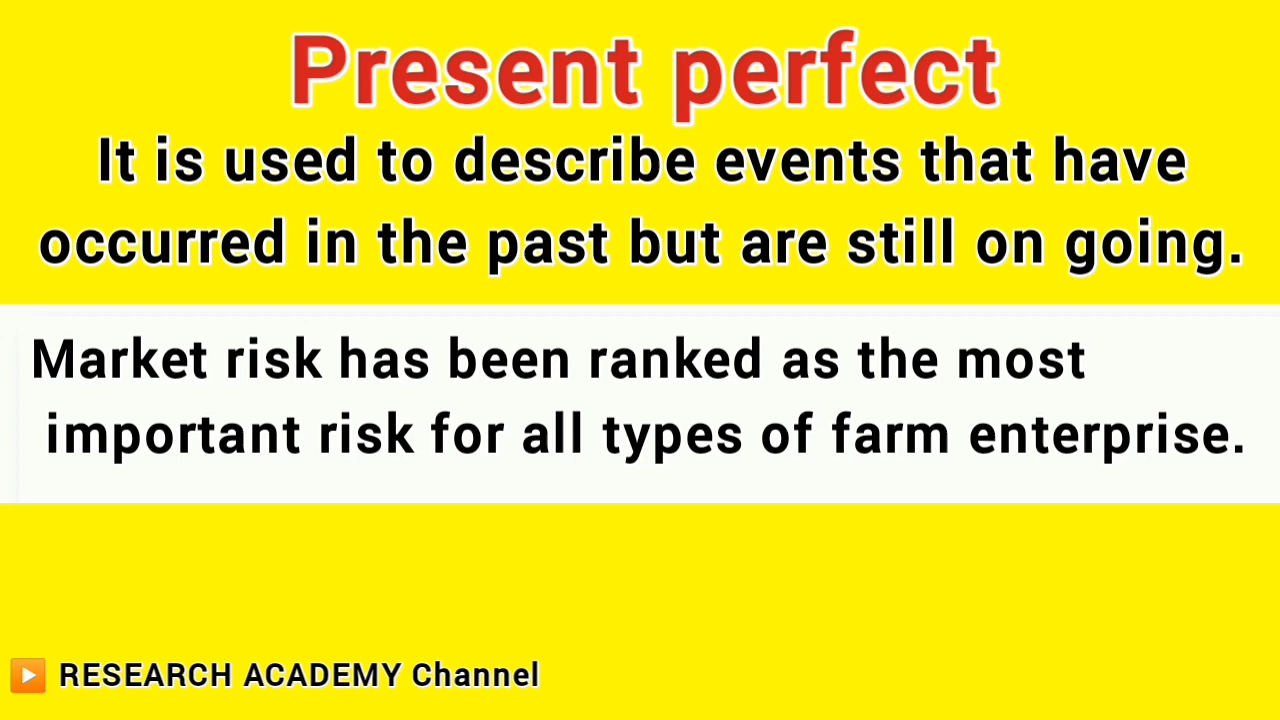 Present perfect
It is used to describe events that have
occurred in the past but are still on going.
Market risk has been ranked as the most
important risk for all types of farm enterprise.
RESEARCH ACADEMY Channel